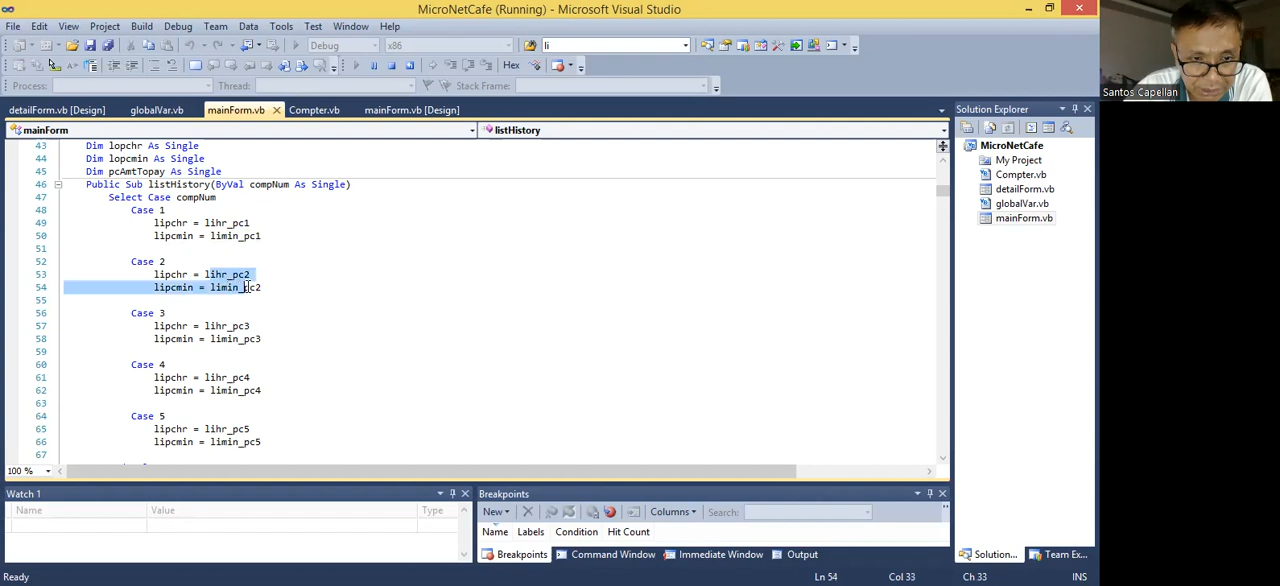 MicroNetCafe (Running) - Microsoft Visual Studio
File Edit View Project Build Debug Team Data Tools Test Window Help
Debug x86 li
Hex
Process: Thread: Stack Frame:
Santos Capellan
detailForm.vb [Design] globalVar.vb mainForm.vb Compter.vb mainForm.vb [Design]
Solution Explorer
mainForm listHistory
MicroNetCafe
My Project
Compter.vb
detailForm.vb
globalVar.vb
mainForm.vb
43 Dim lopchr As Single
44 Dim lopcmin As Single
45 Dim pcAmtTopay As Single
46 Public Sub listHistory(ByVal compNum As Single)
47 Select Case compNum
48 Case 1
49 lipchr = lihr_pc1
50 lipcmin = limin_pc1
51
52 Case 2
53 lipchr = lihr_pc2
54 lipcmin = limin_pc2
55
56 Case 3
57 lipchr = lihr_pc3
58 lipcmin = limin_pc3
59
60 Case 4
61 lipchr = lihr_pc4
62 lipcmin = limin_pc4
63
64 Case 5
65 lipchr = lihr_pc5
66 lipcmin = limin_pc5
67
100 %
Watch 1
Name Value Type
Breakpoints
New Columns Search:
Name Labels Condition Hit Count
Breakpoints Command Window Immediate Window Output
Solution... Team Ex...
Ready Ln 54 Col 33 Ch 33 INS